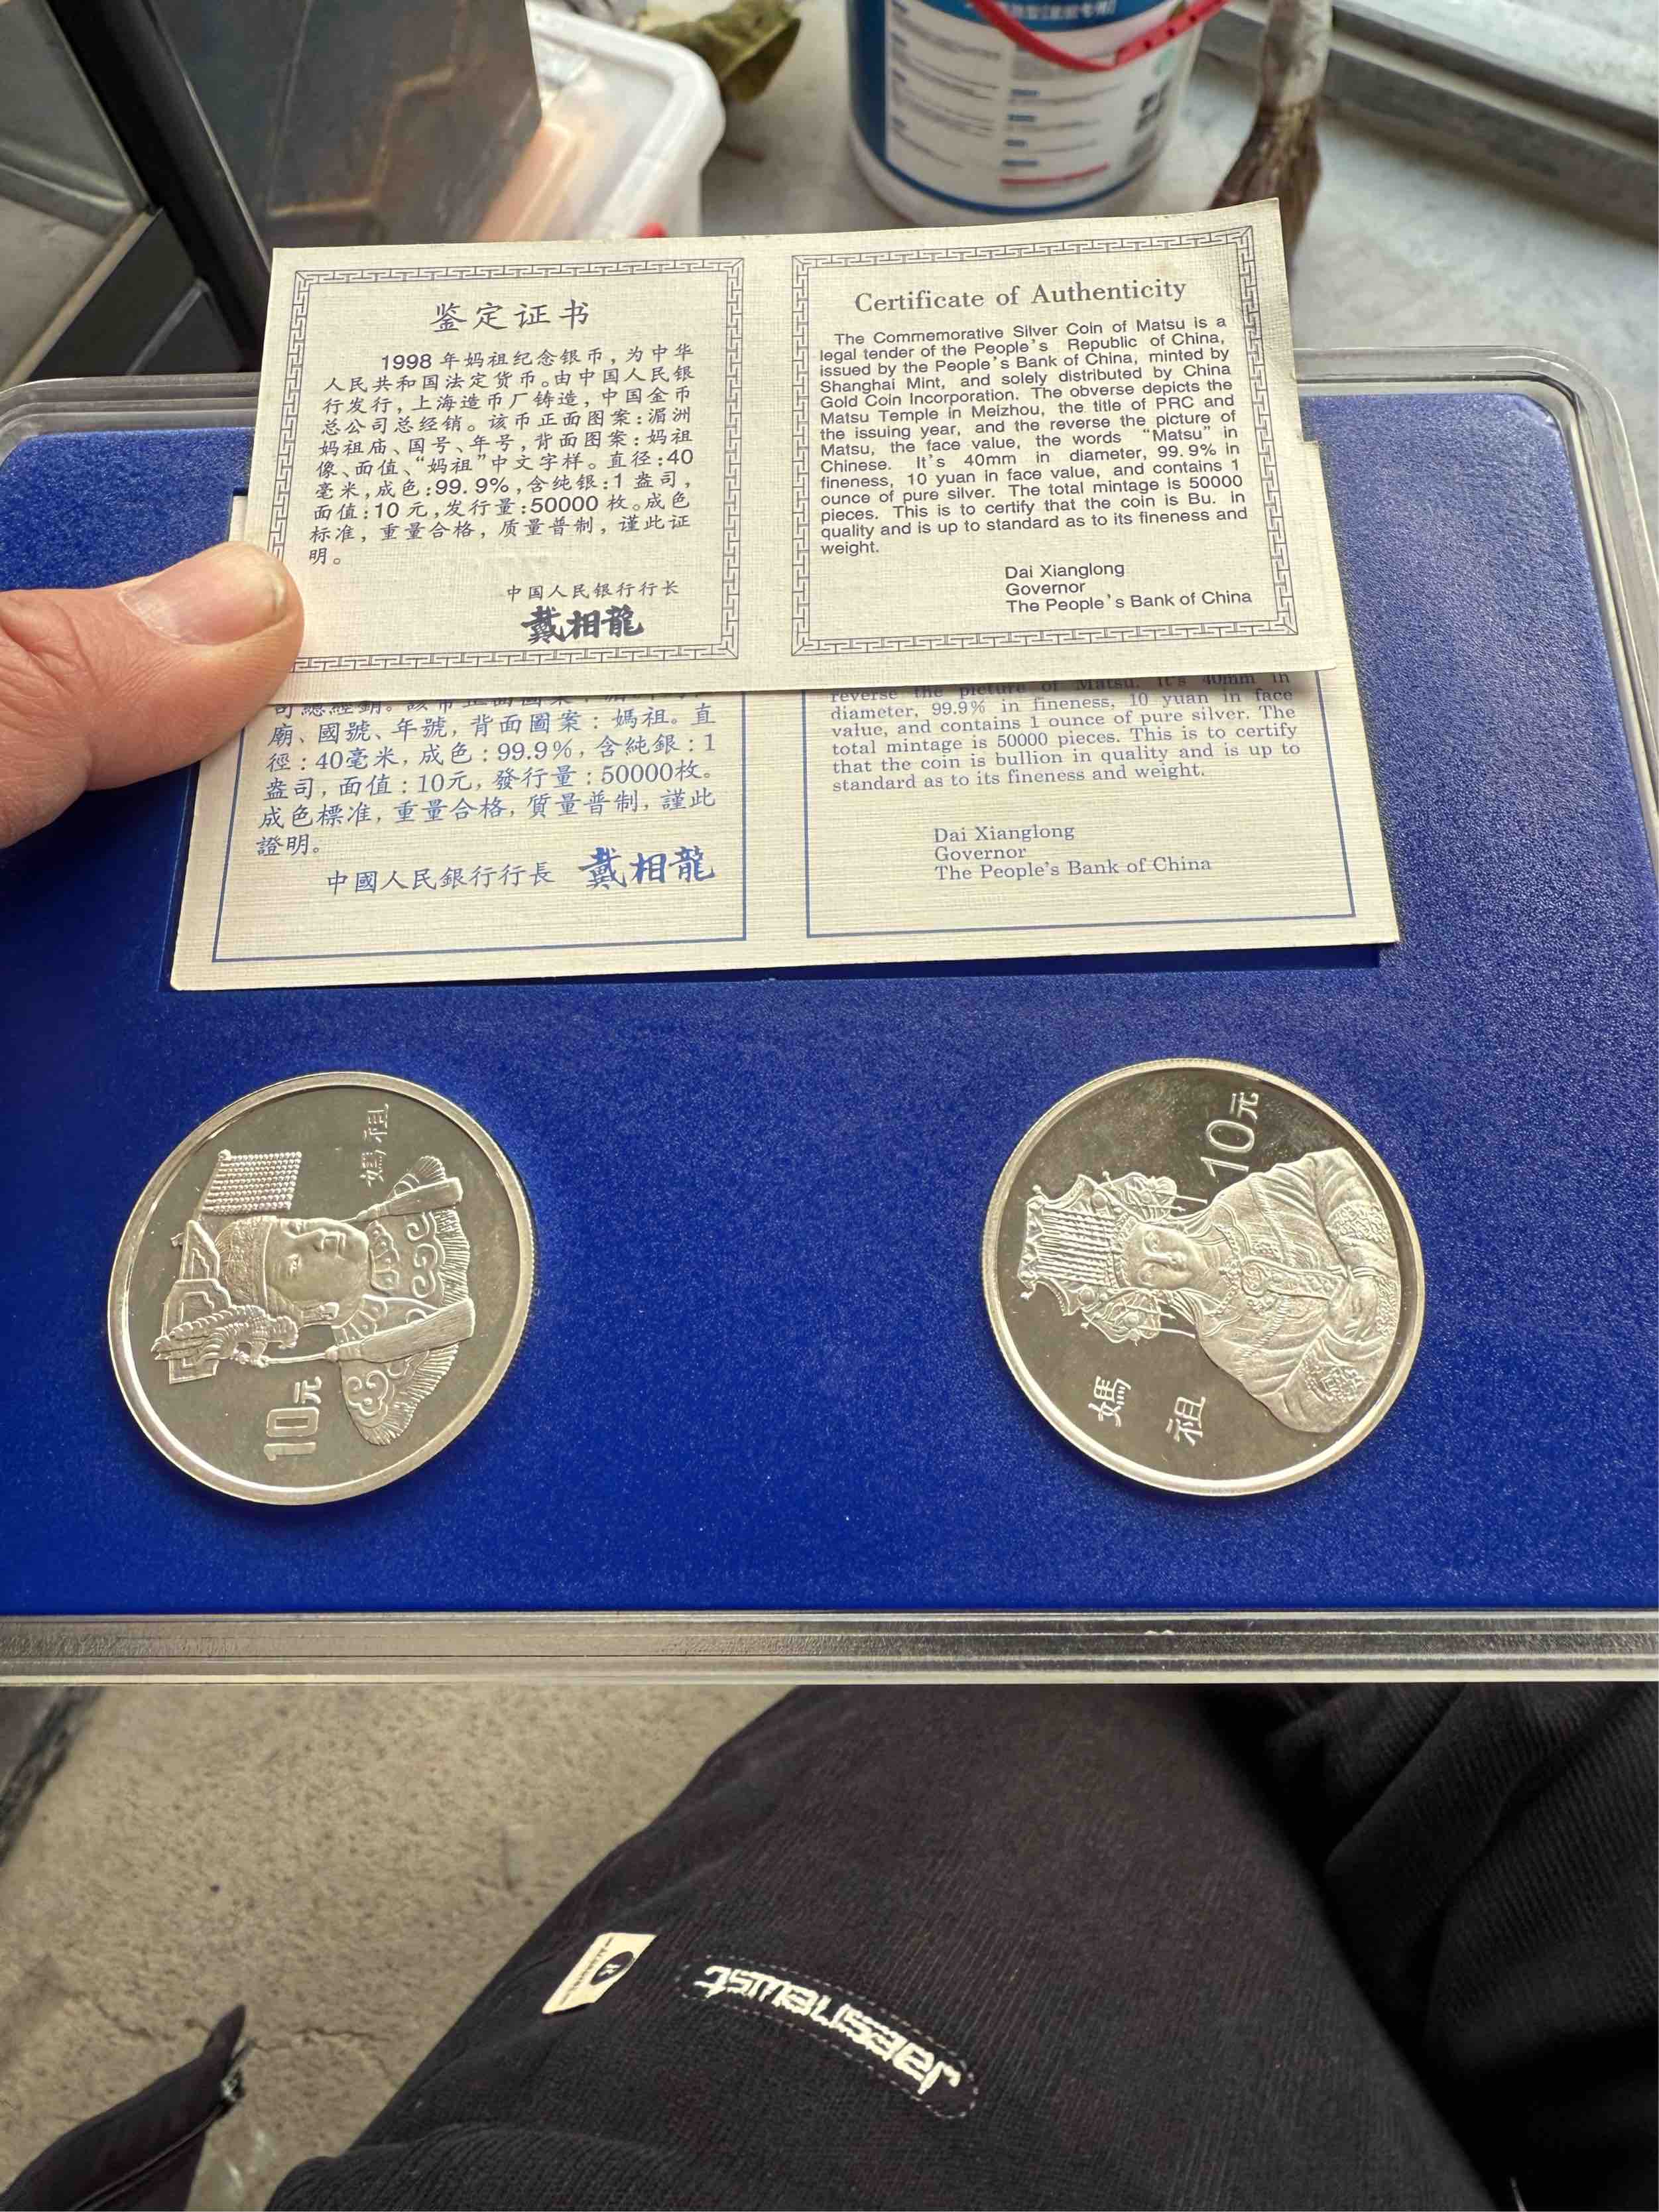 鉴定证书
1998年妈祖纪念银币,为中华
人民共和国法定货币。由中国人民银
行发行,上海造币厂铸造,中国金币
总公司总经销。该币正面图案:湄洲
妈祖庙、国号、年号,背面图案:妈祖
像、面值、“妈祖”中文字样。直径:40
毫米,成色:99.9%,含纯银:1盎司,
面值:10元,发行量:50000枚。成色
标准,重量合格,质量普制,谨此证
明。
中国人民银行行长
戴相龍
Certificate of Authenticity
The Commemorative Silver Coin of Matsu is a
legal tender of the People's Republic of China,
issued by the People's Bank of China, minted by
Shanghai Mint, and solely distributed by China
Gold Coin Incorporation. The obverse depicts the
Matsu Temple in Meizhou, the title of PRC and
the issuing year, and the reverse the picture of
Matsu, the face value, the words “Matsu” in
Chinese. It's 40mm in diameter, 99.9% in
fineness, 10 yuan in face value, and contains 1
ounce of pure silver. The total mintage is 50000
pieces. This is to certify that the coin is Bu. in
quality and is up to standard as to its fineness and
weight.
Dai Xianglong
Governor
The People's Bank of China
廟、國號、年號,背面圖案:媽祖。直
徑:40毫米,成色:99.9%,含純銀:1
盎司,面值:10元,發行量:50000枚。
成色標准,重量合格,質量普制,謹此
證明。
中國人民銀行行長 戴相龍
reverse the picture of Matsu. It's 40mm in
diameter, 99.9% in fineness, 10 yuan in face
value, and contains 1 ounce of pure silver. The
total mintage is 50000 pieces. This is to certify
that the coin is bullion in quality and is up to
standard as to its fineness and weight.
Dai Xianglong
Governor
The People's Bank of China
媽祖
10元
10元
媽祖
Jaesnewst